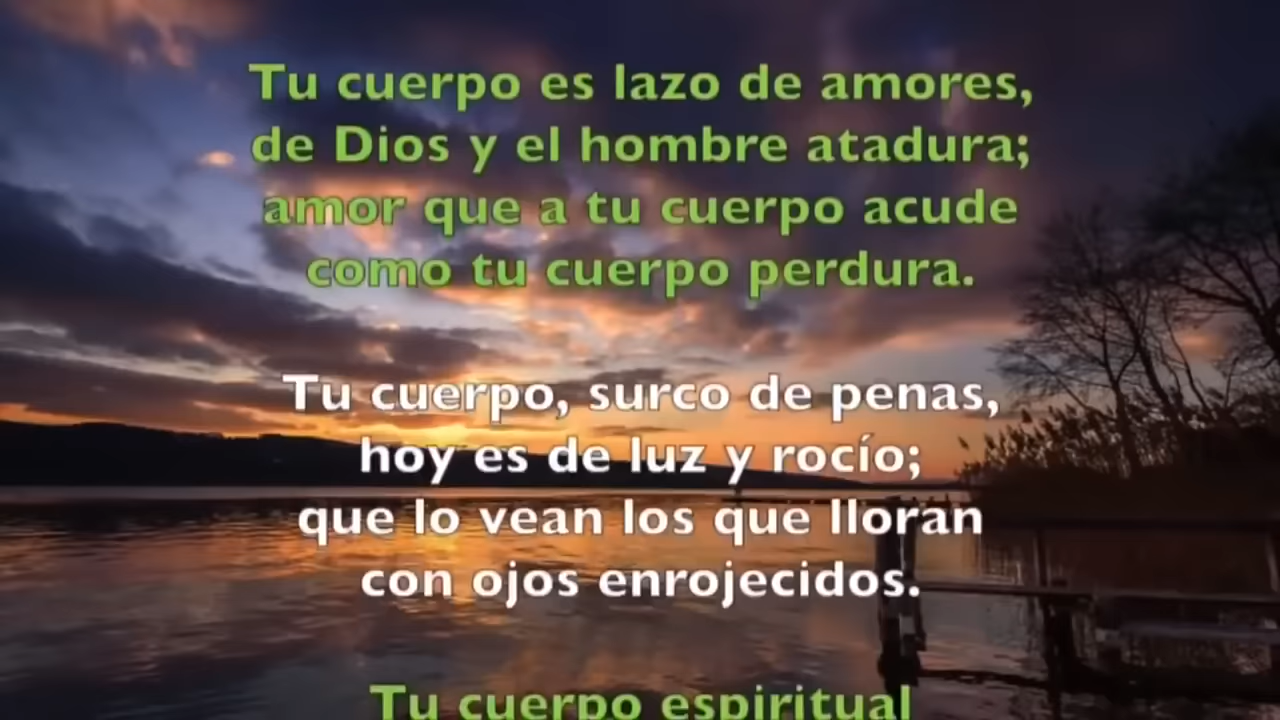 Tu cuerpo es lazo de amores,
de Dios y el hombre atadura;
amor que a tu cuerpo acude
como tu cuerpo perdura.
Tu cuerpo, surco de penas,
hoy es de luz y rocío;
que lo vean los que lloran
con ojos enrojecidos.
Tu cuerpo espiritual